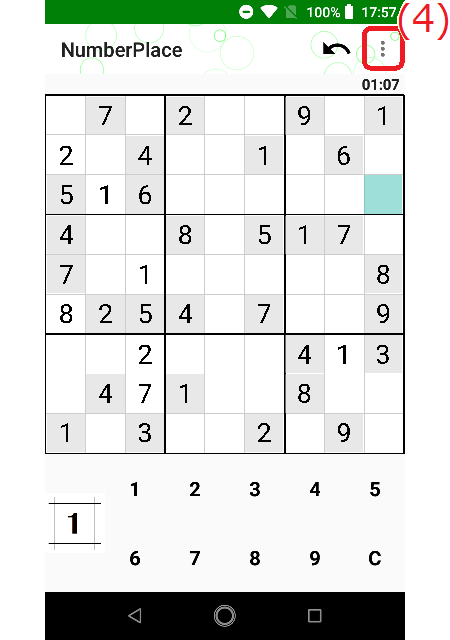 100% 17:57
(4)
NumberPlace
01:07
7 2 9 1
2 4 1 6
5 1 6
4 8 5 1 7
7 1 8
8 2 5 4 7 9
2 4 1 3
4 7 1 8
1 3 2 9
1 2 3 4 5
1
6 7 8 9 C